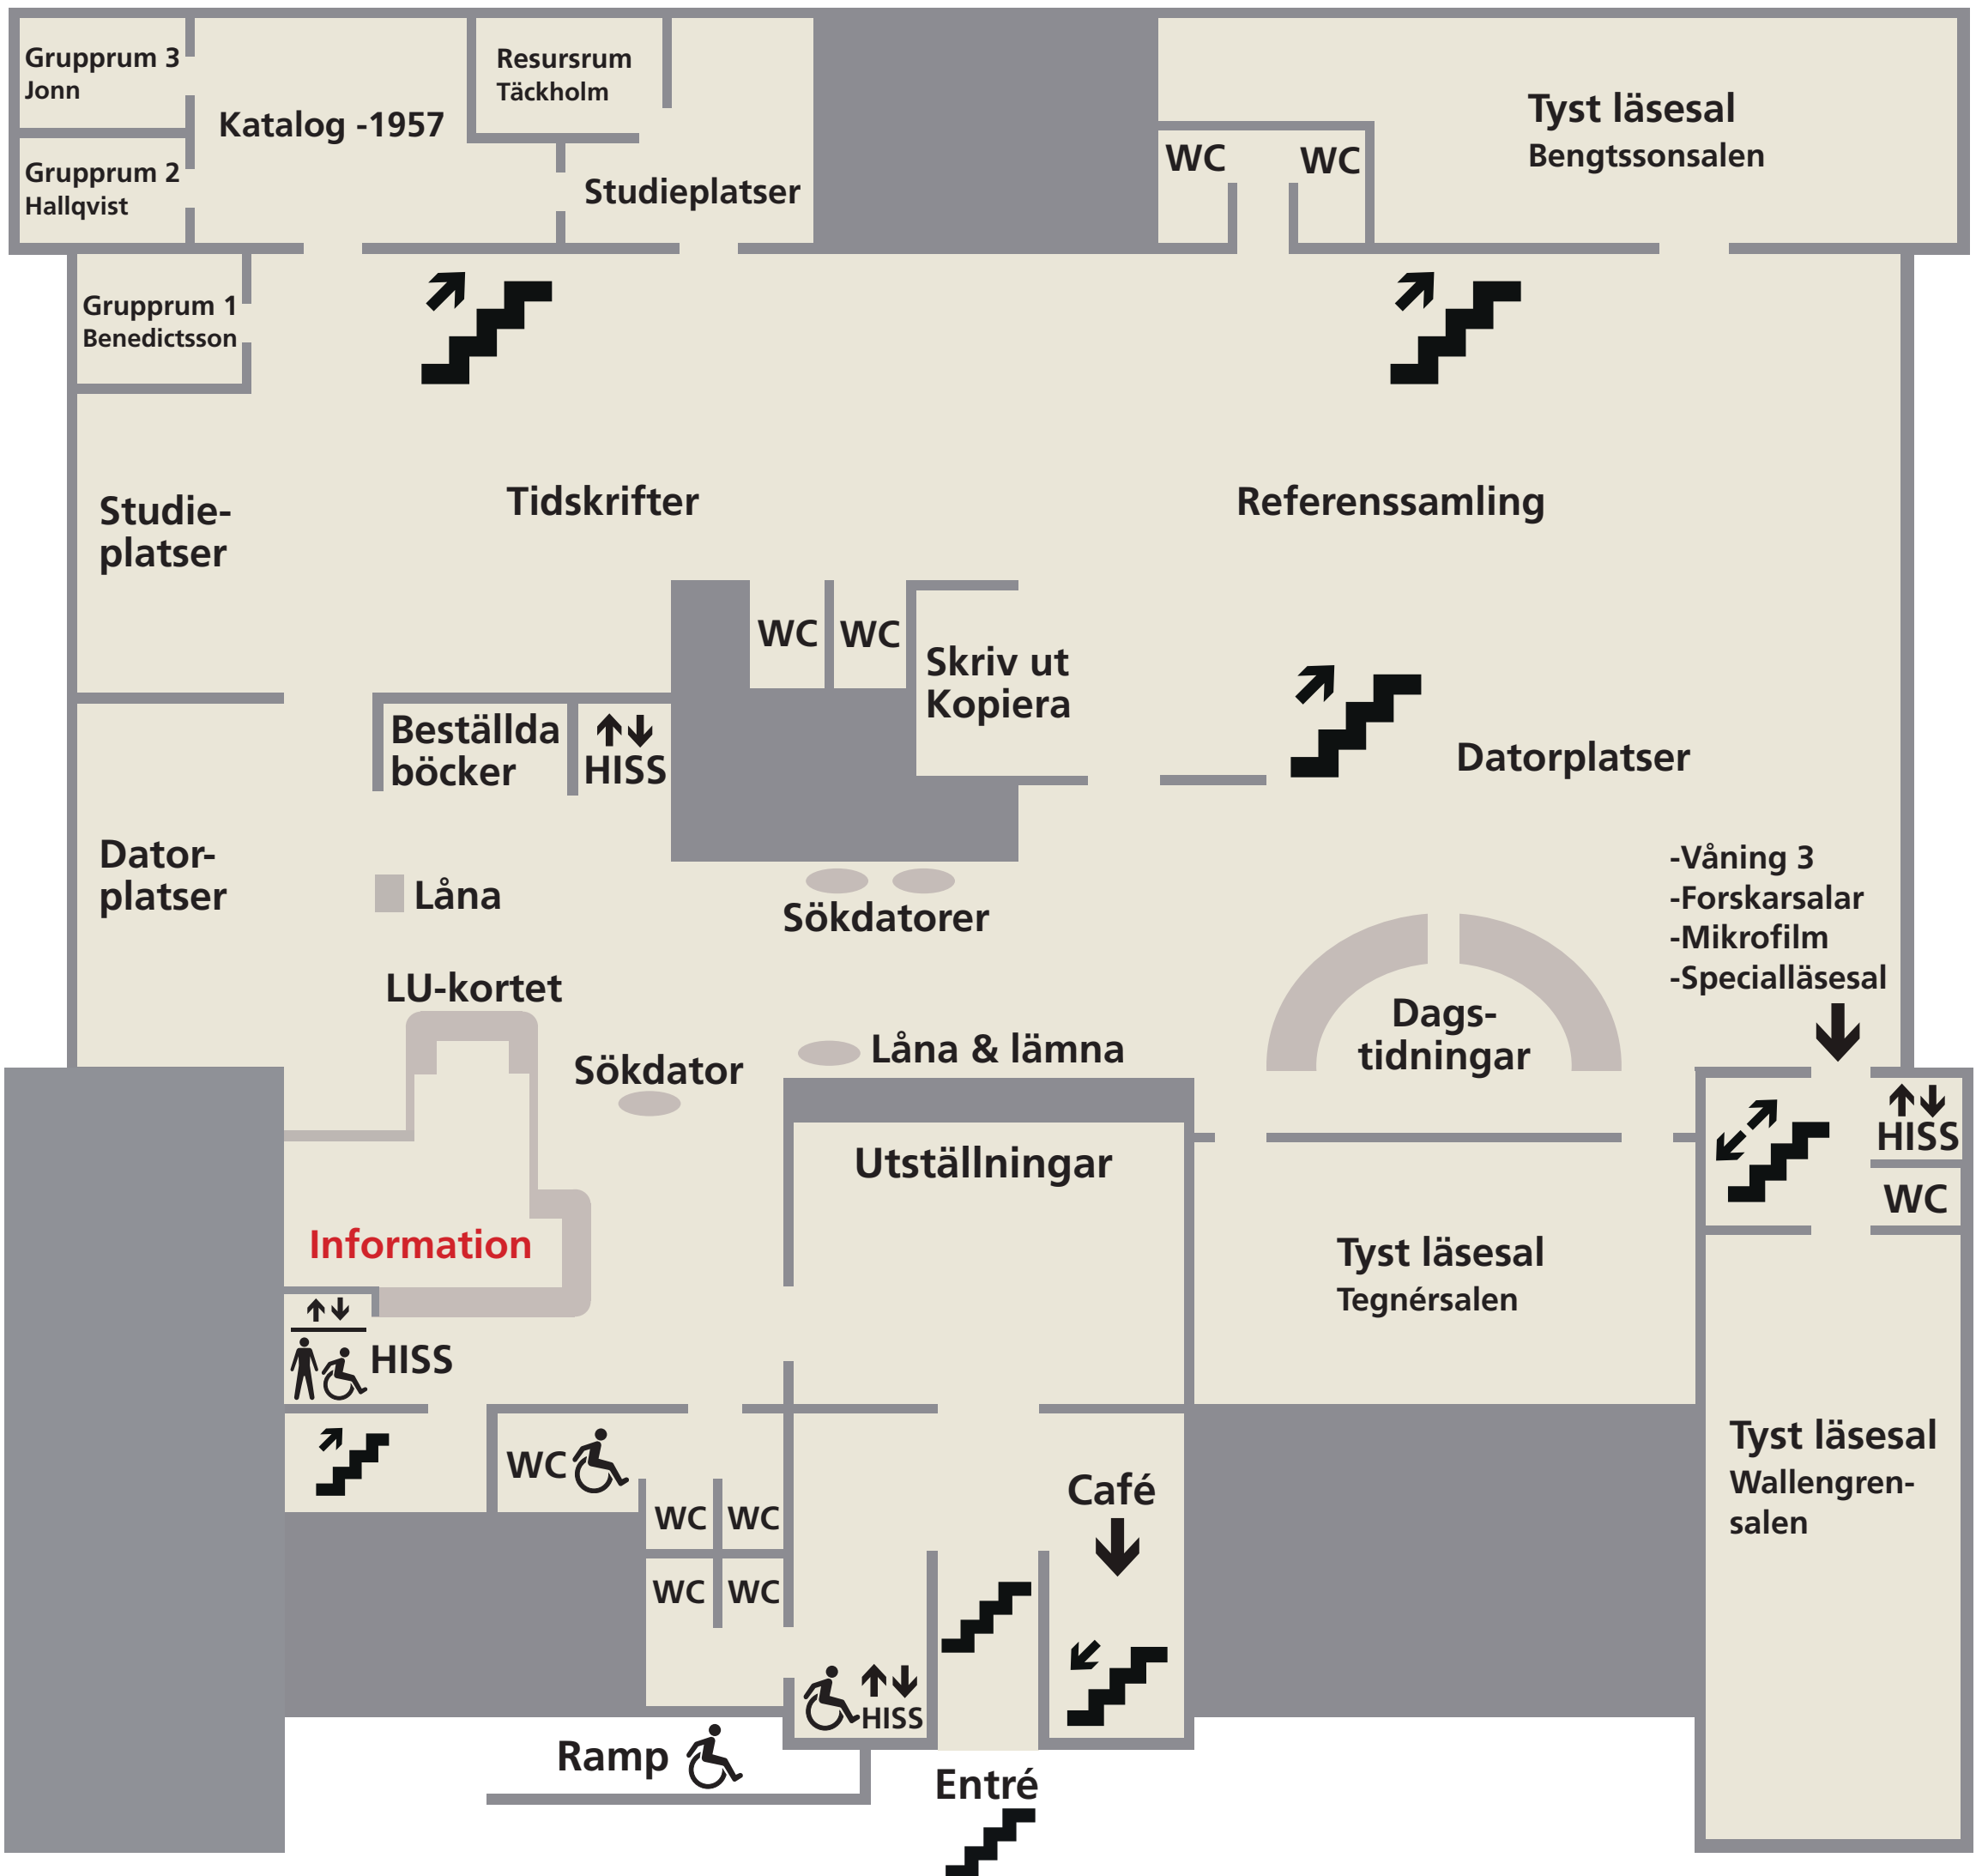 Grupprum 3
Jonn
Katalog -1957
Resursrum
Täckholm
Tyst läsesal
Bengtssonsalen
WC
WC
Grupprum 2
Hallqvist
Studieplatser
Grupprum 1
Benedictsson
Studie-
platser
Tidskrifter
Referenssamling
WC
WC
Skriv ut
Kopiera
Beställda
böcker
HISS
Datorplatser
Dator-
platser
Låna
Sökdatorer
-Våning 3
-Forskarsalar
-Mikrofilm
-Specialläsesal
LU-kortet
Dags-
tidningar
Låna & lämna
Sökdator
HISS
WC
Utställningar
Information
Tyst läsesal
Tegnérsalen
HISS
Tyst läsesal
Wallengren-
salen
WC
Café
WC
WC
WC
WC
HISS
Ramp
Entré